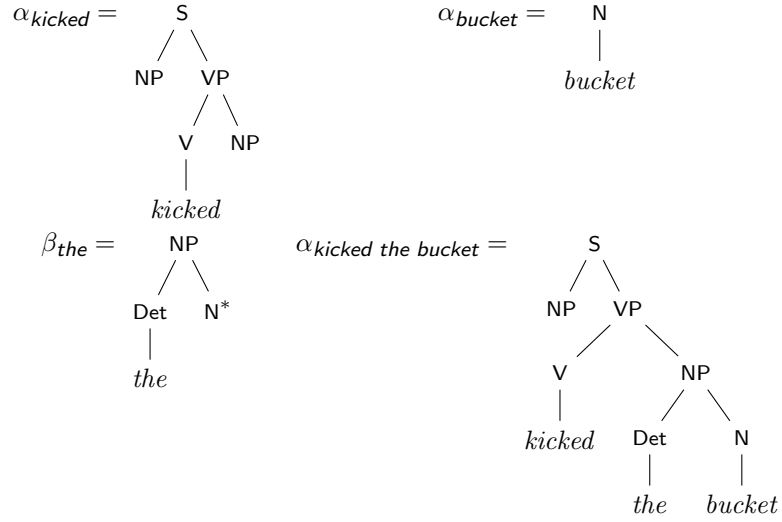 α_kicked = S α_bucket = N
NP VP bucket
V NP
kicked
β_the = NP α_kicked the bucket = S
Det N* NP VP
the V NP
kicked Det N
the bucket